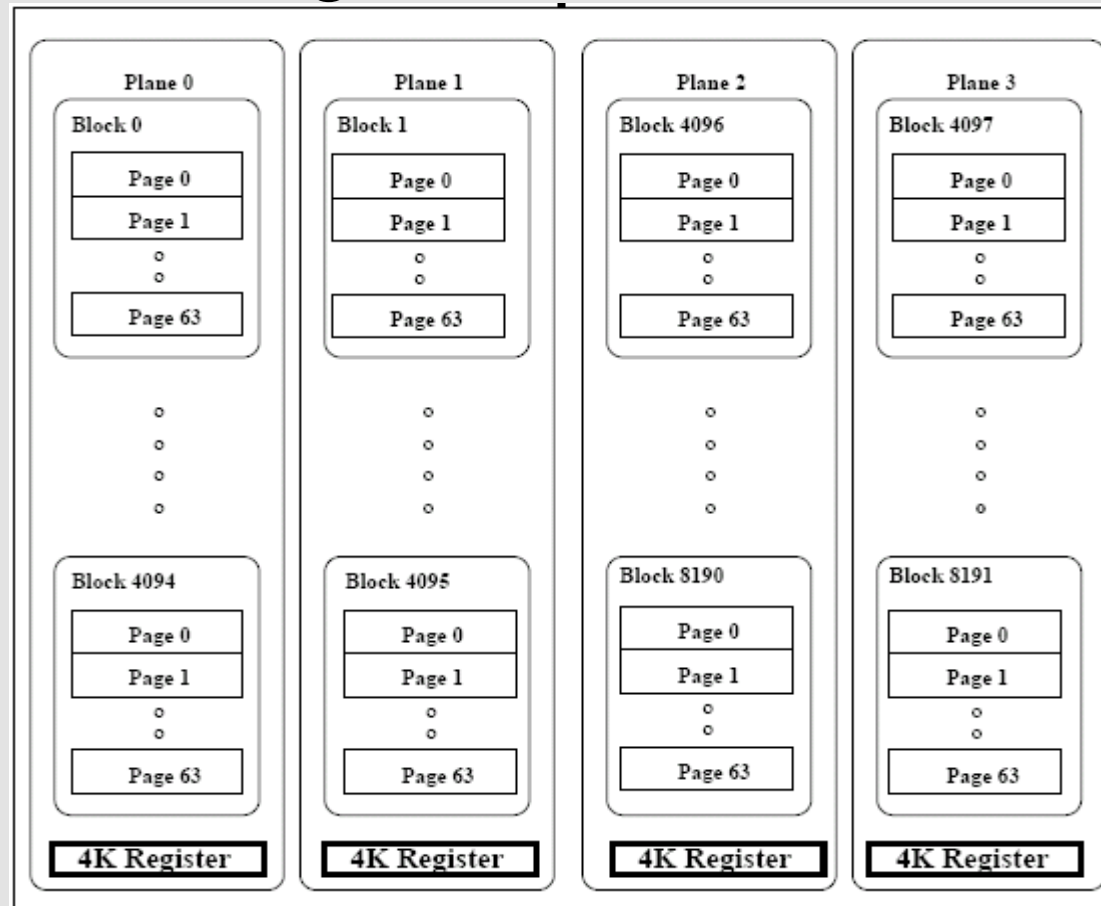 Plane 0
Block 0
Page 0
Page 1
Page 63
Block 4094
Page 0
Page 1
Page 63
4K Register
Plane 1
Block 1
Page 0
Page 1
Page 63
Block 4095
Page 0
Page 1
Page 63
4K Register
Plane 2
Block 4096
Page 0
Page 1
Page 63
Block 8190
Page 0
Page 1
Page 63
4K Register
Plane 3
Block 4097
Page 0
Page 1
Page 63
Block 8191
Page 0
Page 1
Page 63
4K Register